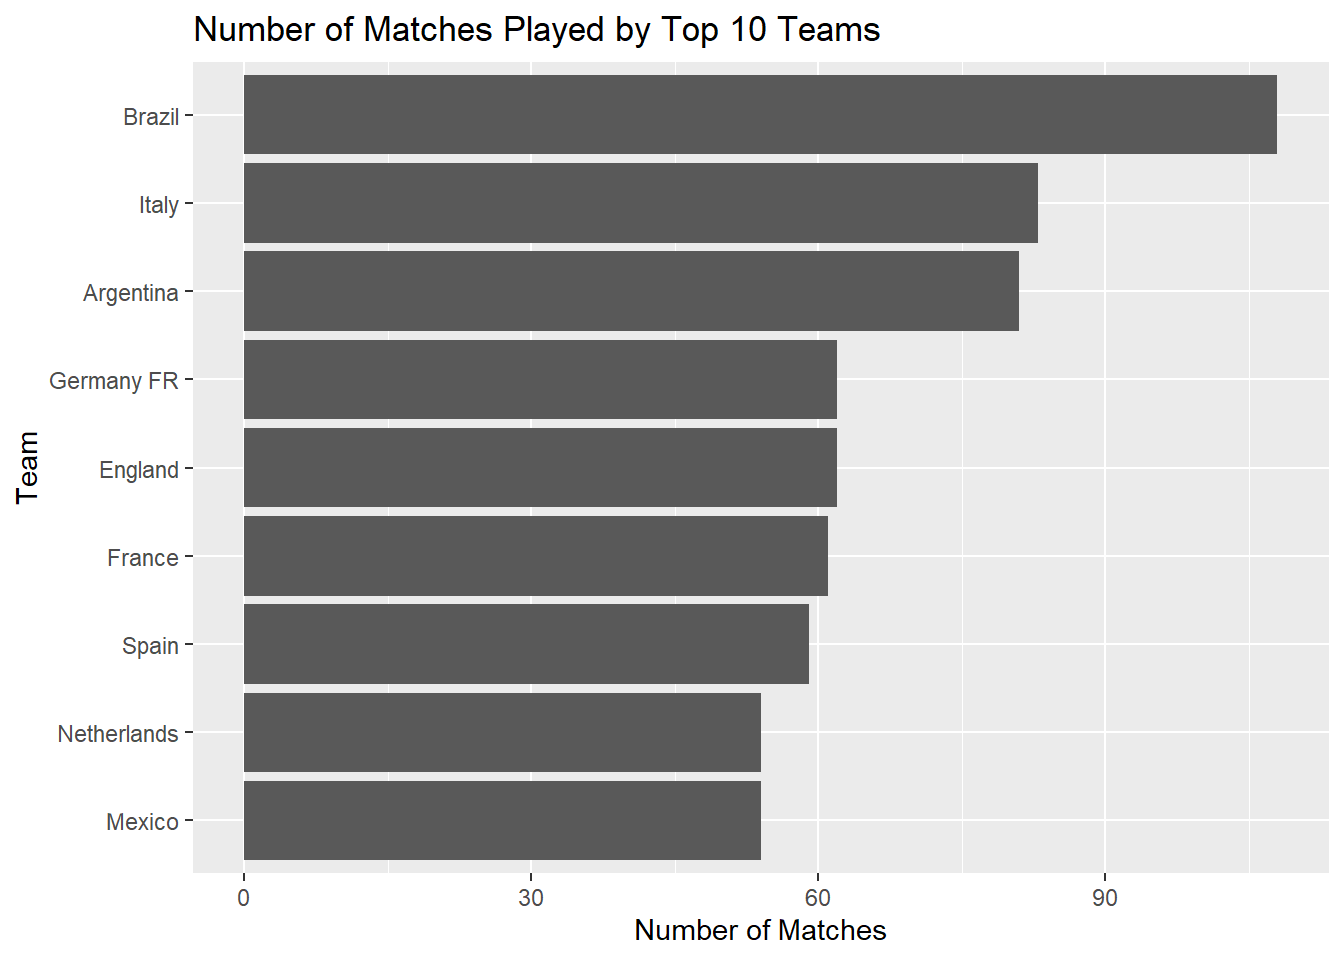 Number of Matches Played by Top 10 Teams
Brazil
Italy
Argentina
Germany FR
England
France
Spain
Netherlands
Mexico
Team
0 30 60 90
Number of Matches